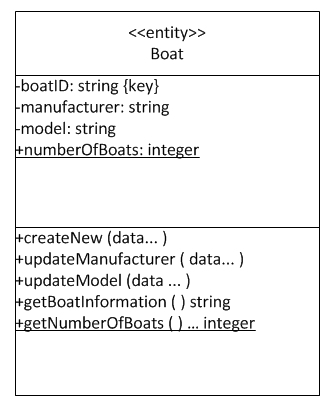 <<entity>>
Boat
-boatID: string {key}
-manufacturer: string
-model: string
+numberOfBoats: integer
+createNew (data... )
+updateManufacturer ( data... )
+updateModel (data ... )
+getBoatInformation ( ) string
+getNumberOfBoats ( ) ... integer